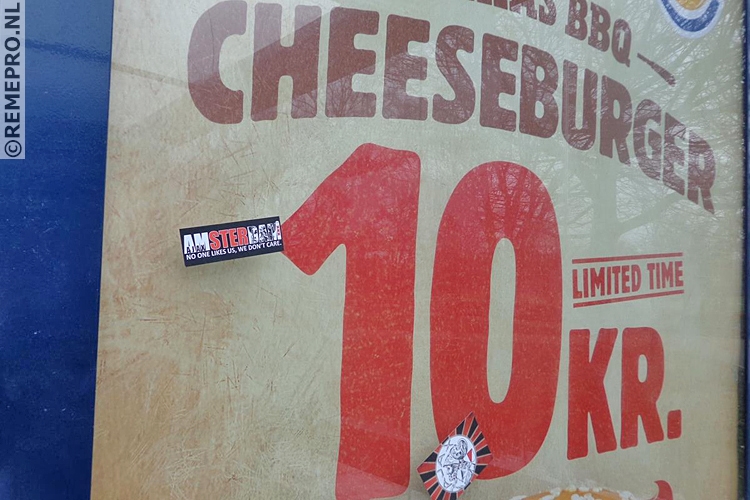 ©REMEPRO.NL
BBQ
CHEESEBURGER
10
LIMITED TIME
KR.
AMSTERDAM
NO ONE LIKES US, WE DON'T CARE.